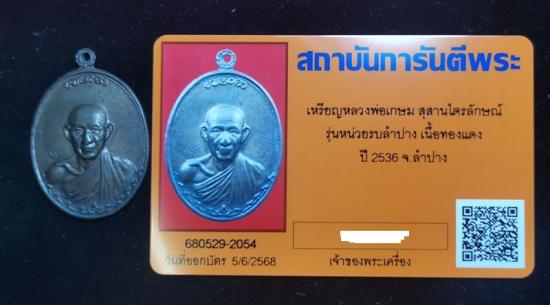 สถาบันการันตีพระ
เหรียญหลวงพ่อเกษม สุสานไตรลักษณ์
รุ่นหน่วยรบลำปาง เนื้อทองแดง
ปี 2536 จ.ลำปาง
680529-2054
วันที่ออกบัตร 5/6/2568
เจ้าของพระเครื่อง